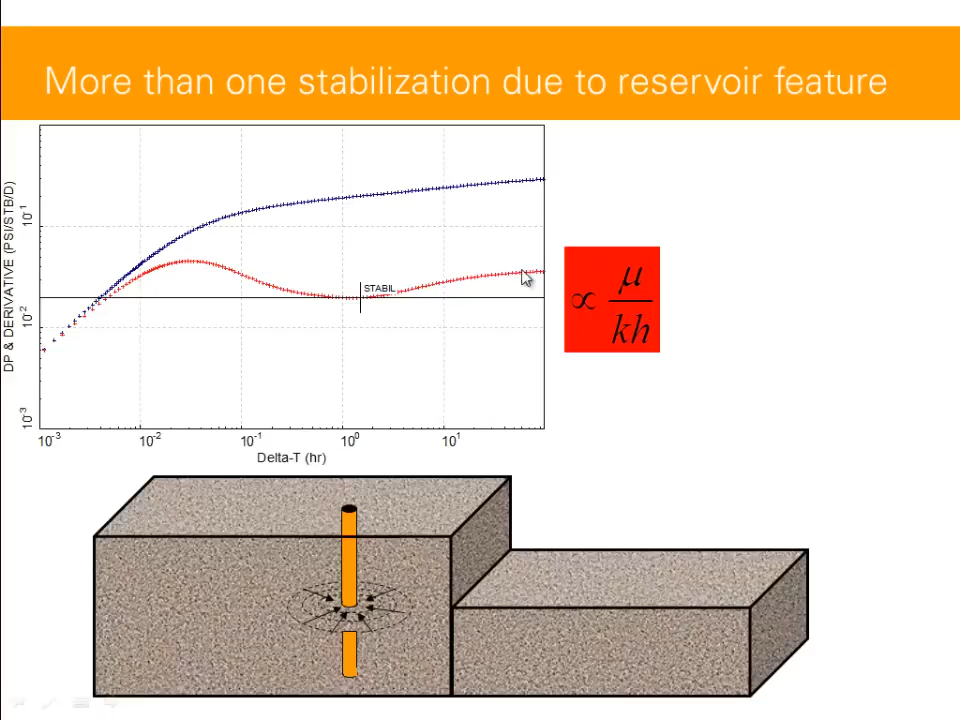 More than one stabilization due to reservoir feature
DP & DERIVATIVE (PSI/STB/D)
10-1
10-2
10-3
STABIL
10-3 10-2 10-1 100 101
Delta-T (hr)
∝ μ
kh